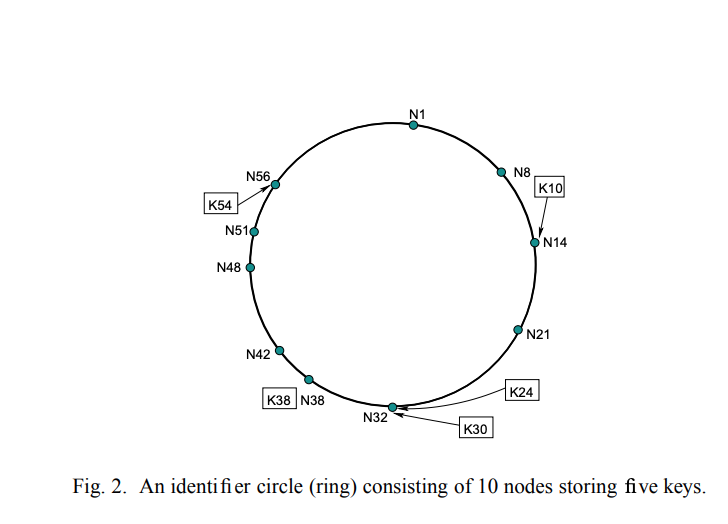 N1
N56
N8
K10
K54
N51
N14
N48
N21
N42
K24
K38 N38
N32
K30
Fig. 2. An identifier circle (ring) consisting of 10 nodes storing five keys.